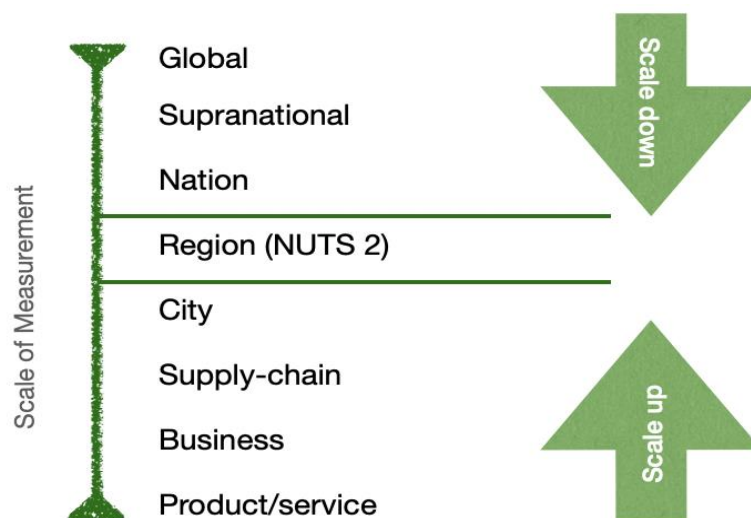 Scale of Measurement
Global
Supranational
Nation
Region (NUTS 2)
City
Supply-chain
Business
Product/service
Scale down
Scale up